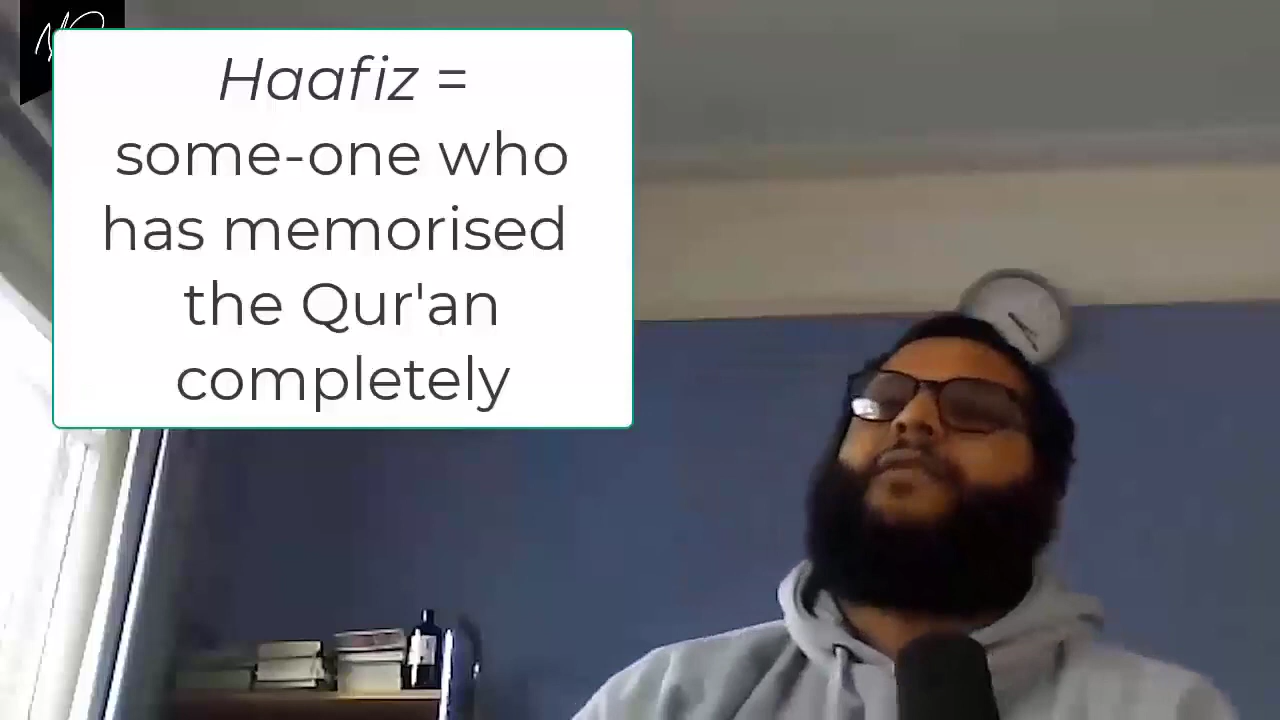 Haafiz =
some-one who
has memorised
the Qur'an
completely